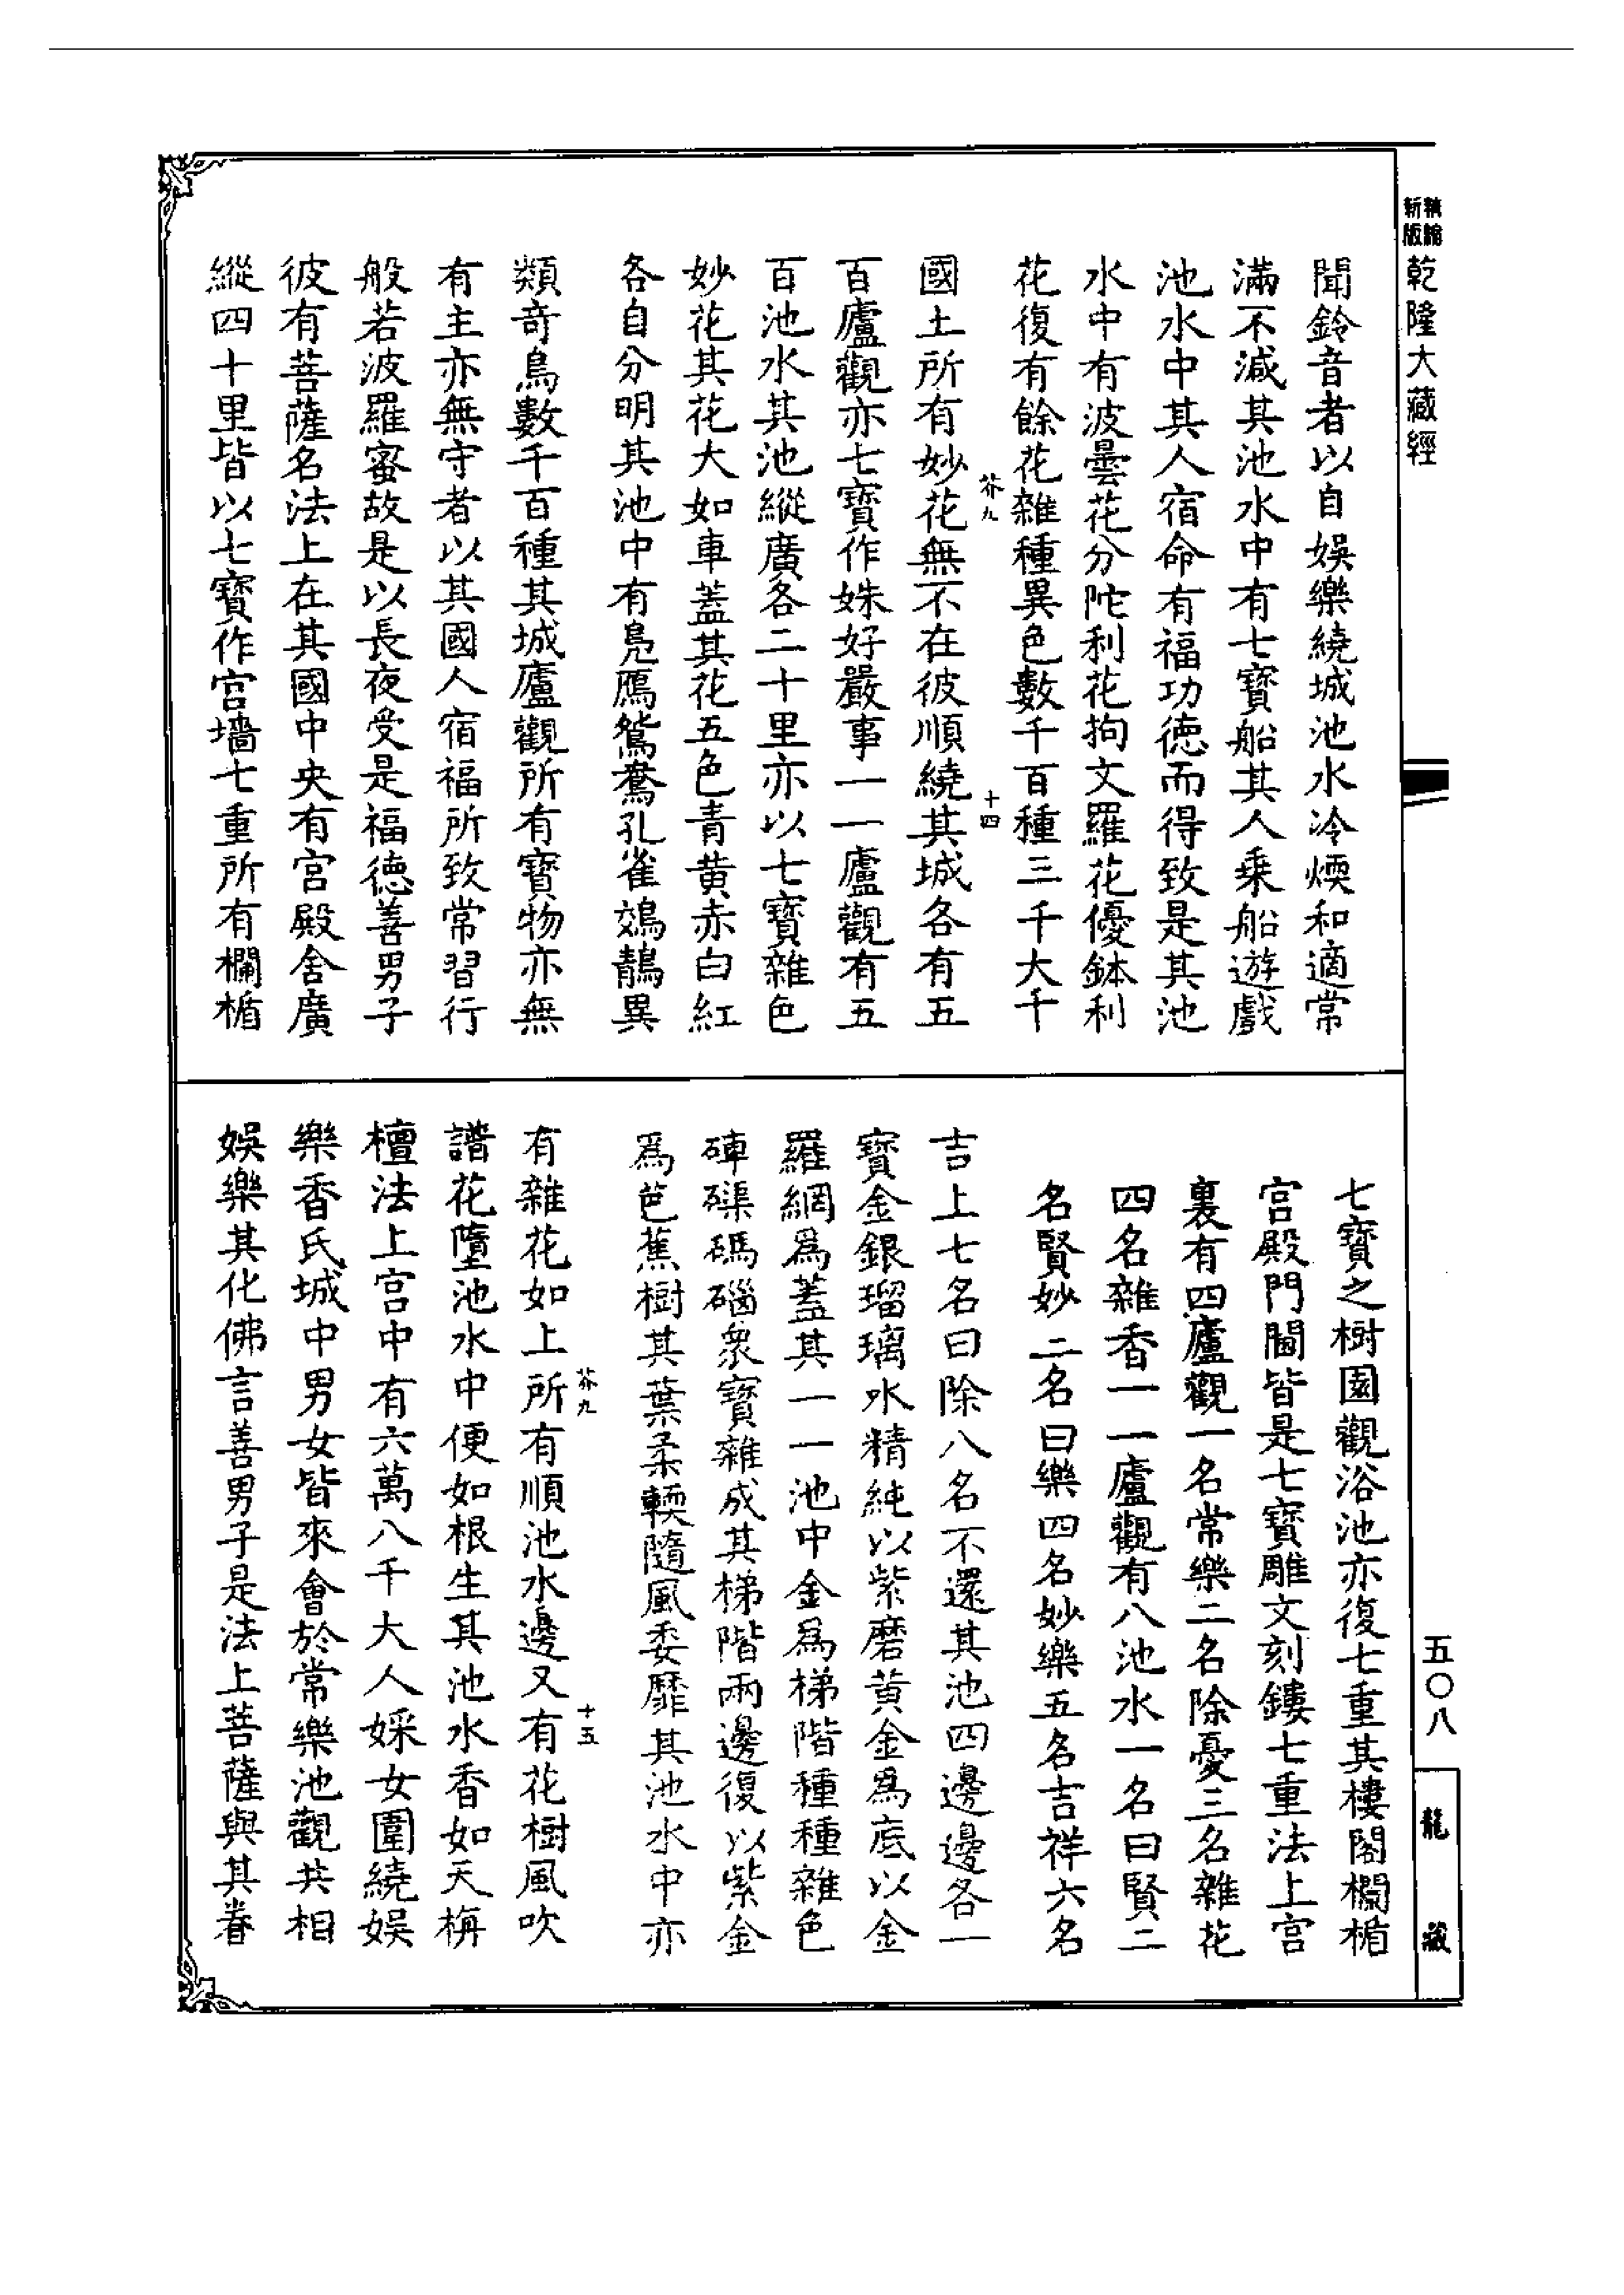 精縮新版乾隆大藏經
聞鈴音者以自娛樂繞城池水冷煗和適常
滿不減其池水中有七寶船其人乘船遊戲
池水中其人宿命有福功德而得致是其池
水中有波曇花分陀利花拘文羅花優鉢利
花復有餘花雜種異色數千百種三千大千
芥九 十四
國土所有妙花無不在彼順繞其城各有五
百廬觀亦七寶作姝好嚴事一一廬觀有五
百池水其池縱廣各二十里亦以七寶雜色
妙花其花大如車蓋其花五色青黃赤白紅
各自分明其池中有鳧鴈鴛鴦孔雀鵁鶄異
類奇鳥數千百種其城廬觀所有寶物亦無
有主亦無守者以其國人宿福所致常習行
般若波羅蜜故是以長夜受是福德善男子
彼有菩薩名法上在其國中央有宮殿舍廣
縱四十里皆以七寶作宮墻七重所有欄楯
七寶之樹園觀浴池亦復七重其樓閣欄楯
宮殿門閫皆是七寶雕文刻鏤七重法上宮
裏有四廬觀一名常樂二名除憂三名雜花
四名雜香一一廬觀有八池水一名曰賢二
名賢妙二名曰樂四名妙樂五名吉祥六名
吉上七名曰除八名不還其池四邊邊各一
寶金銀瑠璃水精純以紫磨黃金為底以金
羅網為蓋其一一池中金為梯階種種雜色
硨磲碼碯衆寶雜成其梯階兩邊復以紫金
為芭蕉樹其葉柔輭隨風委靡其池水中亦
芥九 十五
有雜花如上所有順池水邊又有花樹風吹
諸花墮池水中便如根生其池水香如天栴
檀法上宮中有六萬八千大人婇女圍繞娛
樂香氏城中男女皆來會於常樂池觀共相
娛樂其化佛言善男子是法上菩薩與其眷
五〇八
龍藏